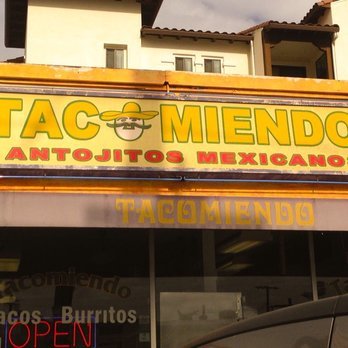 TACOMIENDO
ANTOJITOS MEXICANOS
TACOMIENDO
Tacomiendo
Tacos Burritos
OPEN